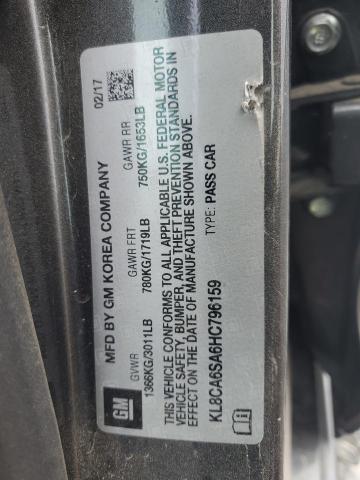 GM
MFD BY GM KOREA COMPANY
02/17
GVWR
GAWR FRT
GAWR RR
1366KG/3011LB
780KG/1719LB
750KG/1653LB
THIS VEHICLE CONFORMS TO ALL APPLICABLE U.S. FEDERAL MOTOR
VEHICLE SAFETY, BUMPER, AND THEFT PREVENTION STANDARDS IN
EFFECT ON THE DATE OF MANUFACTURE SHOWN ABOVE.
KL8CA6SA6HC796159
TYPE: PASS CAR